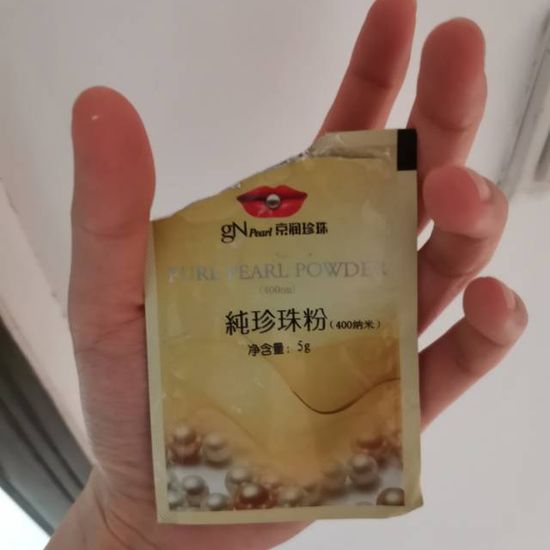 gN Pearl 京润珍珠
PURE PEARL POWDER
(400nm)
純珍珠粉(400纳米)
净含量: 5g